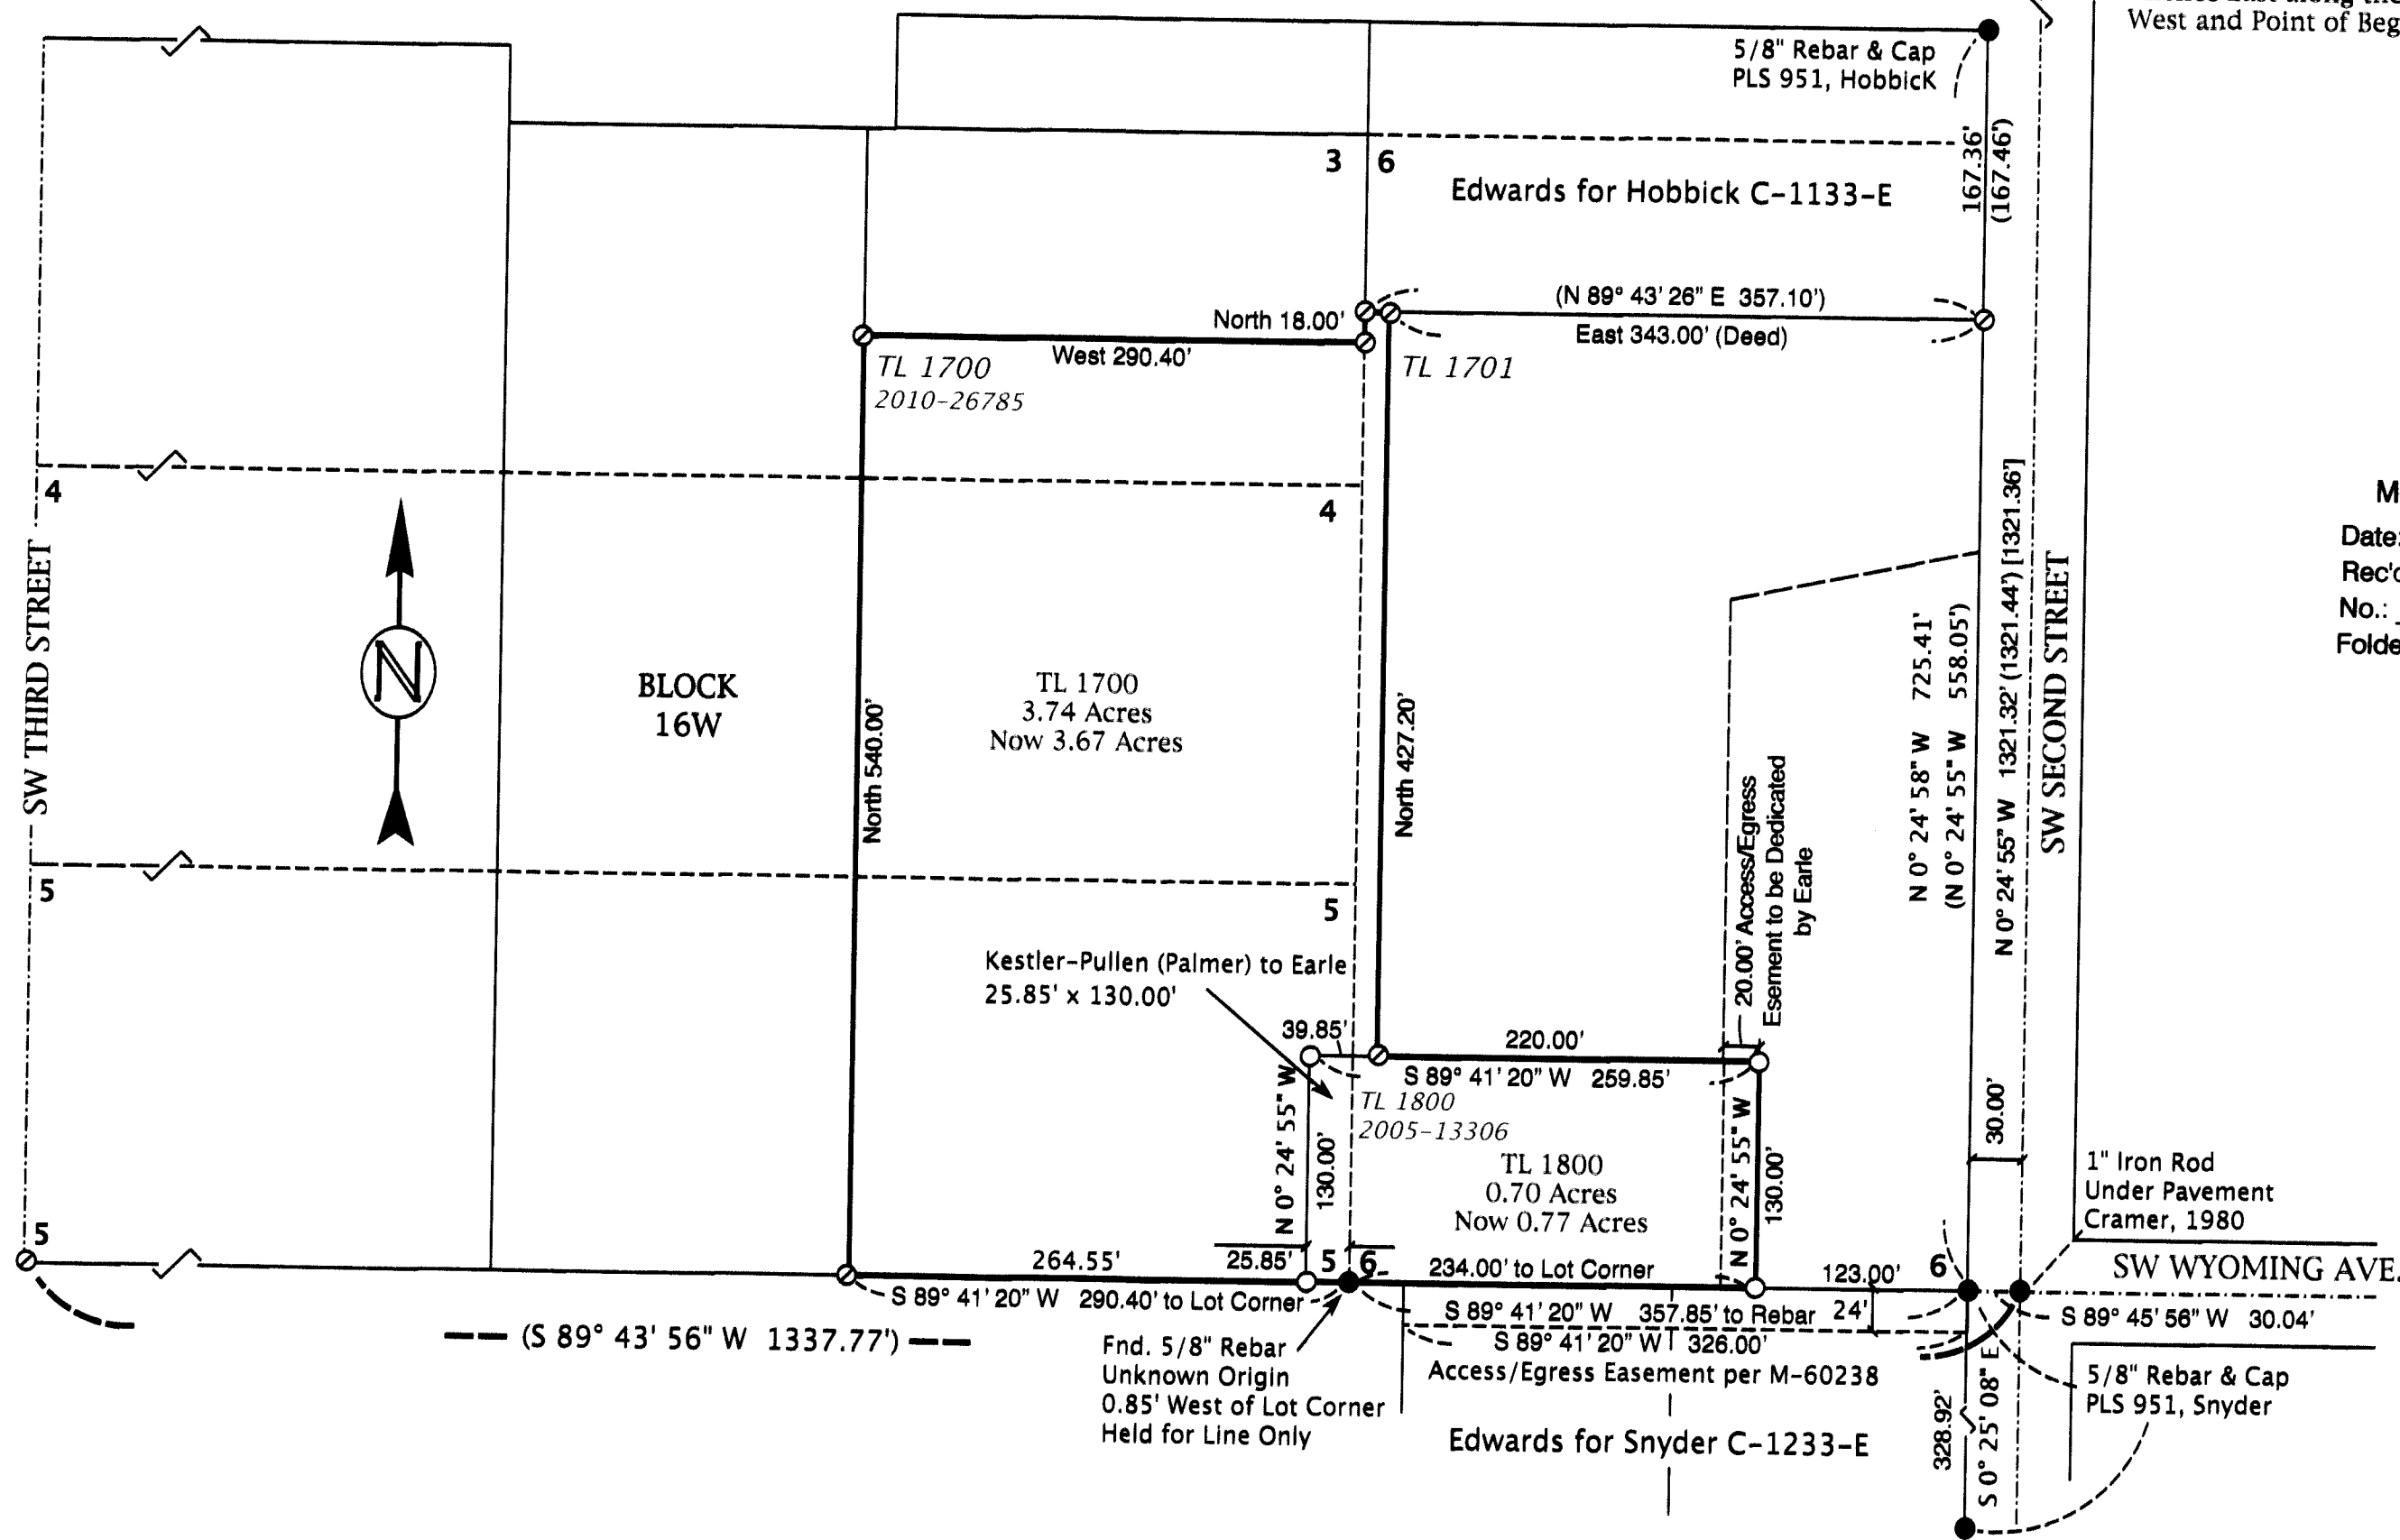 West and Point of Beg
5/8" Rebar & Cap
PLS 951, HobbicK
167.36'
(167.46')
3
6
Edwards for Hobbick C-1133-E
(N 89° 43' 26" E 357.10')
East 343.00' (Deed)
North 18.00'
West 290.40'
TL 1700
2010-26785
TL 1701
4
4
M
Date:
Rec'd
No.:
Folde
SW THIRD STREET
N
BLOCK
16W
TL 1700
3.74 Acres
Now 3.67 Acres
North 540.00'
North 427.20'
20.00' Access/Egress
Esement to be Dedicated
by Earle
N 0° 24' 58" W 725.41'
(N 0° 24' 55" W 558.05')
N 0° 24' 55" W 1321.32' (1321.44') [1321.36']
SW SECOND STREET
5
5
Kestler-Pullen (Palmer) to Earle
25.85' x 130.00'
39.85'
220.00'
S 89° 41' 20" W 259.85'
N 0° 24' 55" W
130.00'
TL 1800
2005-13306
TL 1800
0.70 Acres
Now 0.77 Acres
N 0° 24' 55" W
130.00'
30.00'
1" Iron Rod
Under Pavement
Cramer, 1980
5
264.55'
25.85'
5
6
234.00' to Lot Corner
123.00'
6
SW WYOMING AVE.
S 89° 41' 20" W 290.40' to Lot Corner
S 89° 41' 20" W 357.85' to Rebar
24'
S 89° 45' 56" W 30.04'
(S 89° 43' 56" W 1337.77')
S 89° 41' 20" W 326.00'
Access/Egress Easement per M-60238
Fnd. 5/8" Rebar
Unknown Origin
0.85' West of Lot Corner
Held for Line Only
Edwards for Snyder C-1233-E
328.92'
S 0° 25' 08" E
5/8" Rebar & Cap
PLS 951, Snyder